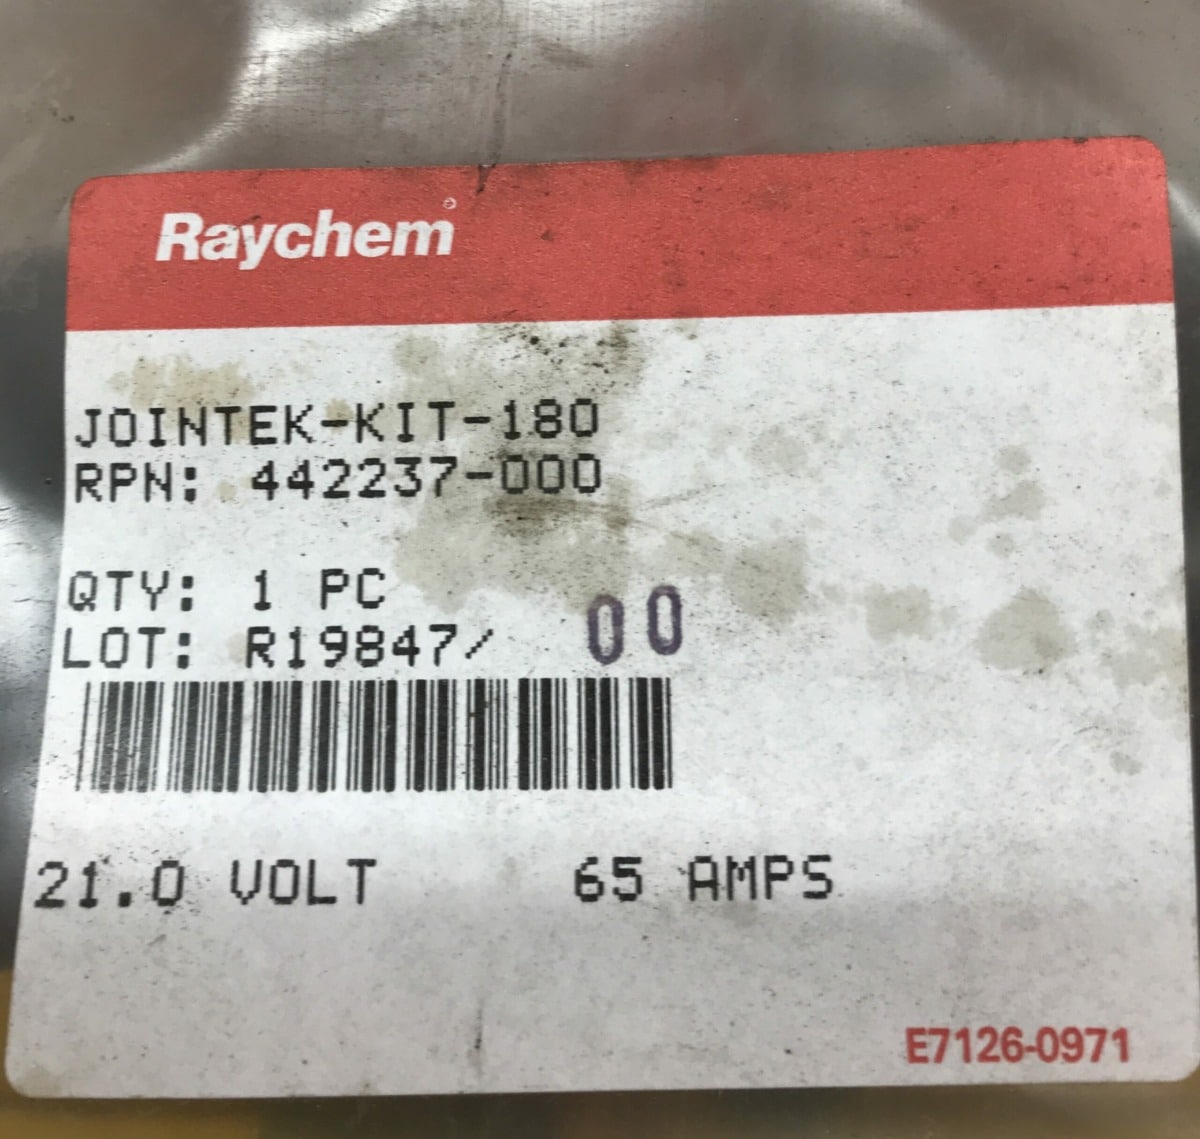 Raychem®
JOINTEK-KIT-180
RPN: 442237-000
QTY: 1 PC
LOT: R19847/ 00
21.0 VOLT 65 AMPS
E7126-0971